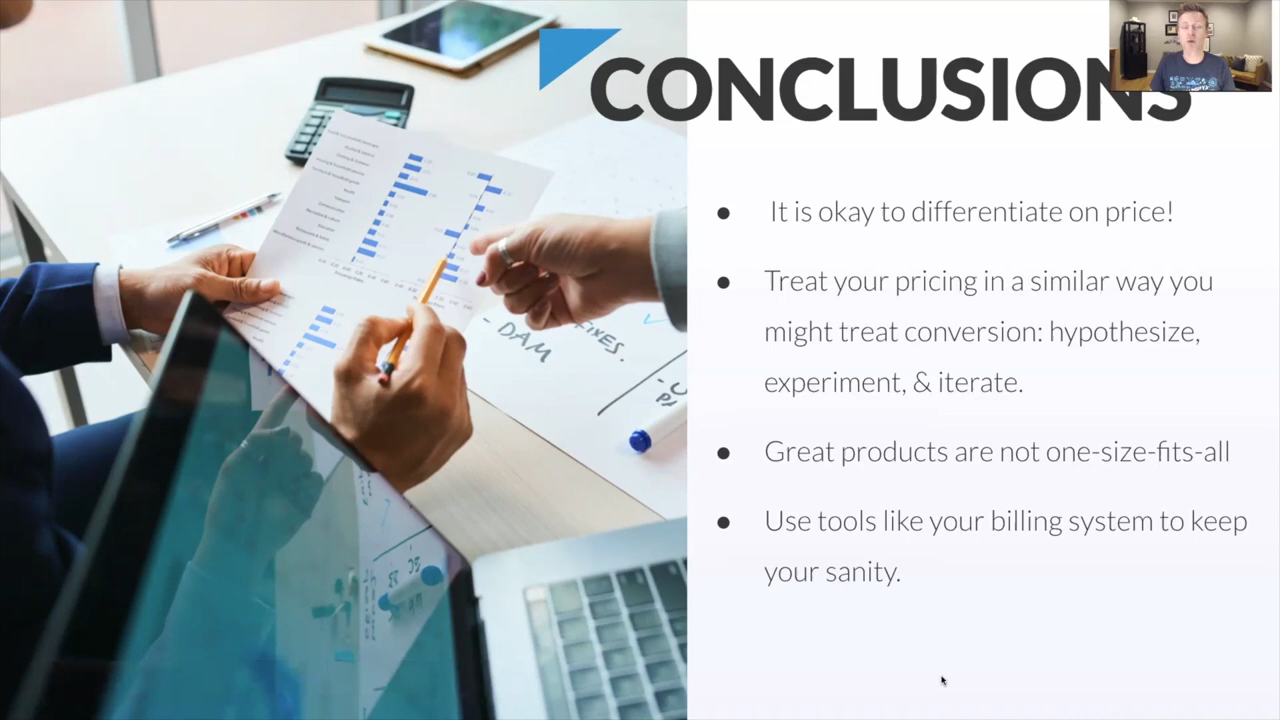 CONCLUSIONS
● It is okay to differentiate on price!
● Treat your pricing in a similar way you
might treat conversion: hypothesize,
experiment, & iterate.
● Great products are not one-size-fits-all
● Use tools like your billing system to keep
your sanity.
FIXES.
- DAM